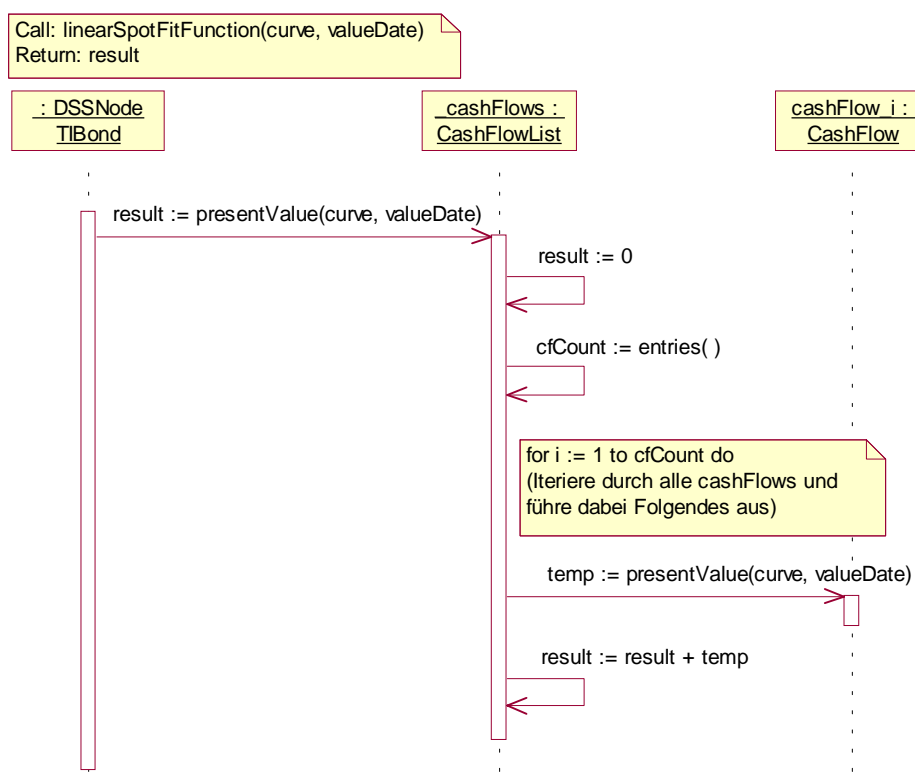 Call: linearSpotFitFunction(curve, valueDate)
Return: result
: DSSNode
TIBond
_cashFlows :
CashFlowList
cashFlow_i :
CashFlow
result := presentValue(curve, valueDate)
result := 0
cfCount := entries( )
for i := 1 to cfCount do
(Iteriere durch alle cashFlows und
führe dabei Folgendes aus)
temp := presentValue(curve, valueDate)
result := result + temp